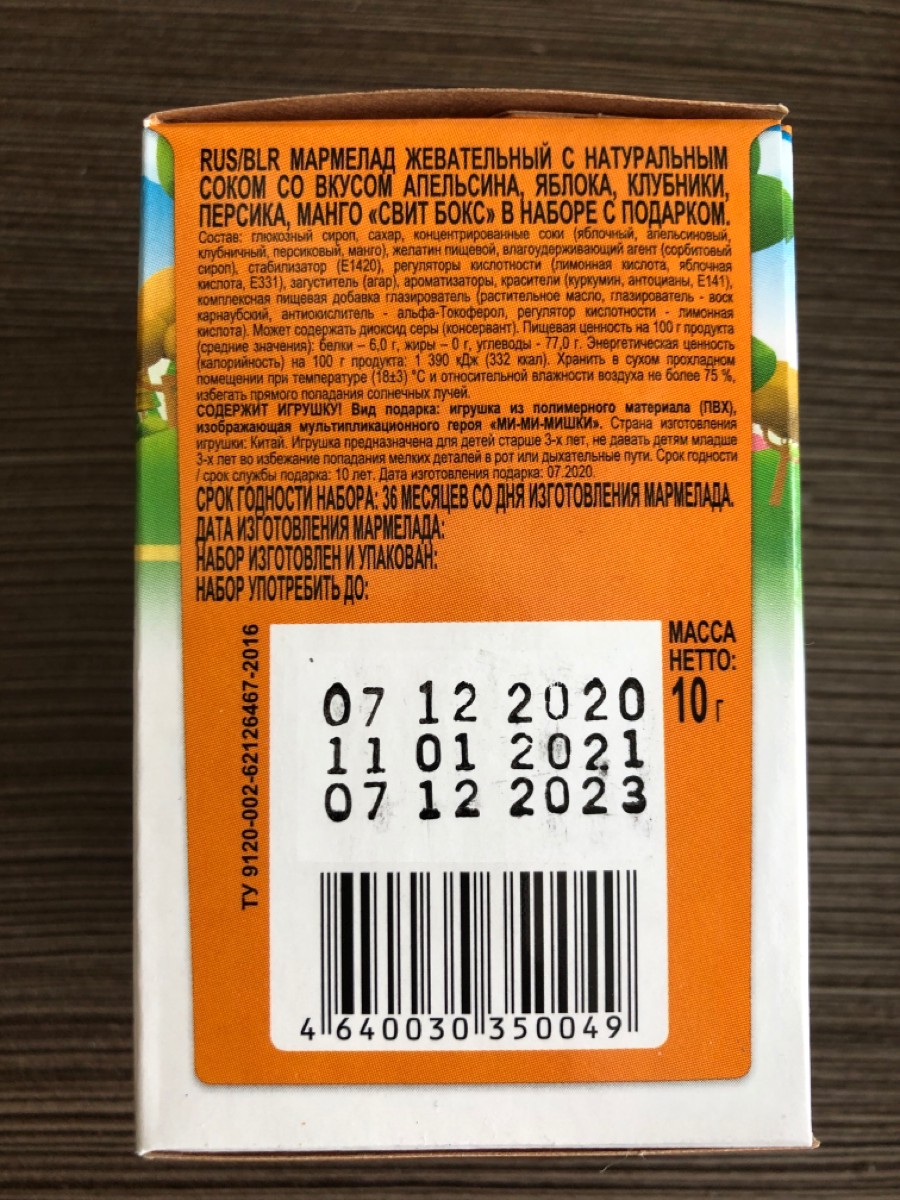 RUS/BLR МАРМЕЛАД ЖЕВАТЕЛЬНЫЙ С НАТУРАЛЬНЫМ
СОКОМ СО ВКУСОМ АПЕЛЬСИНА, ЯБЛОКА, КЛУБНИКИ,
ПЕРСИКА, МАНГО «СВИТ БОКС» В НАБОРЕ С ПОДАРКОМ.
Состав: глюкозный сироп, сахар, концентрированные соки (яблочный, апельсиновый,
клубничный, персиковый, манго), желатин пищевой, влагоудерживающий агент (сорбитовый
сироп), стабилизатор (Е1420), регуляторы кислотности (лимонная кислота, яблочная
кислота, Е331), загуститель (агар), ароматизаторы, красители (куркумин, антоцианы, Е141),
комплексная пищевая добавка глазирователь (растительное масло, глазирователь - воск
карнаубский, антиокислитель - альфа-Токоферол, регулятор кислотности - лимонная
кислота). Может содержать диоксид серы (консервант). Пищевая ценность на 100 г продукта
(средние значения): белки – 6,0 г, жиры – 0 г, углеводы - 77,0 г. Энергетическая ценность
(калорийность) на 100 г продукта: 1 390 кДж (332 ккал). Хранить в сухом прохладном
помещении при температуре (18±3) °С и относительной влажности воздуха не более 75 %,
избегать прямого попадания солнечных лучей.
СОДЕРЖИТ ИГРУШКУ! Вид подарка: игрушка из полимерного материала (ПВХ),
изображающая мультипликационного героя «МИ-МИ-МИШКИ». Страна изготовления
игрушки: Китай. Игрушка предназначена для детей старше 3-х лет, не давать детям младше
3-х лет во избежание попадания мелких деталей в рот или дыхательные пути. Срок годности
/ срок службы подарка: 10 лет. Дата изготовления подарка: 07.2020.
СРОК ГОДНОСТИ НАБОРА: 36 МЕСЯЦЕВ СО ДНЯ ИЗГОТОВЛЕНИЯ МАРМЕЛАДА.
ДАТА ИЗГОТОВЛЕНИЯ МАРМЕЛАДА:
НАБОР ИЗГОТОВЛЕН И УПАКОВАН:
НАБОР УПОТРЕБИТЬ ДО:
ТУ 9120-002-62126467-2016
МАССА
НЕТТО:
10 г
07 12 2020
11 01 2021
07 12 2023
4 640030 350049